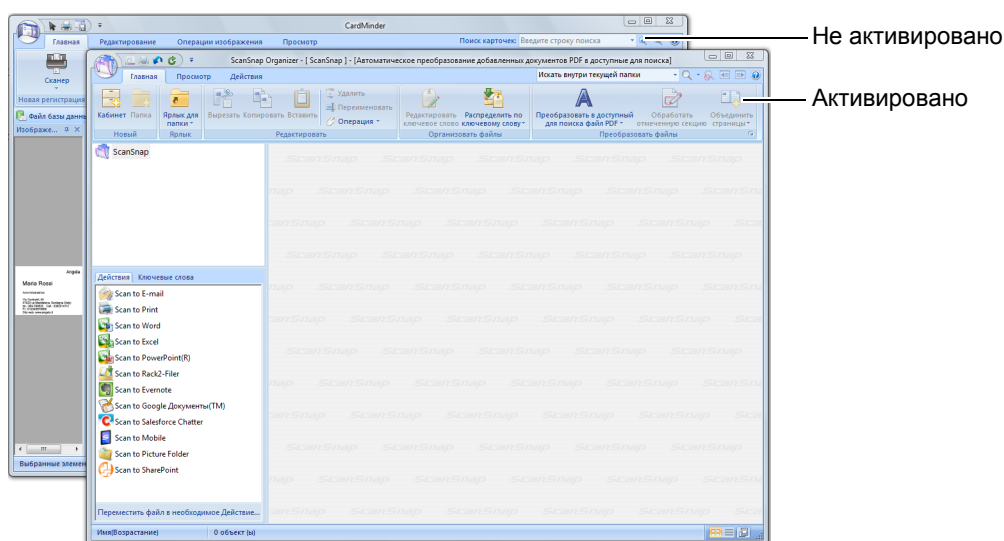 CardMinder
Не активировано
Главная Редактирование Операции изображения Просмотр Поиск карточек: Введите строку поиска
ScanSnap Organizer - [ ScanSnap ] - [Автоматическое преобразование добавленных документов PDF в доступные для поиска]
Главная Просмотр Действия Искать внутри текущей папки
Активировано
Сканер
Новая регистрация
Файл базы данн
Изображе...
Кабинет Папка Ярлык для папки Вырезать Копировать Вставить
Удалить
Переименовать
Операция
Редактировать ключевое слово Распределить по ключевому слову
Преобразовать в доступный для поиска файл PDF Обработать отмеченную секцию Объединить страницы
Новый Ярлык Редактировать Организовать файлы Преобразовать файлы
ScanSnap
Действия Ключевые слова
Scan to E-mail
Scan to Print
Scan to Word
Scan to Excel
Scan to PowerPoint(R)
Scan to Rack2-Filer
Scan to Evernote
Scan to Google Документы(TM)
Scan to Salesforce Chatter
Scan to Mobile
Scan to Picture Folder
Scan to SharePoint
Angela
Maria Rossi
Выбранные элемен
Переместить файл в необходимое Действие...
Имя(Возрастание) 0 объект (ы)